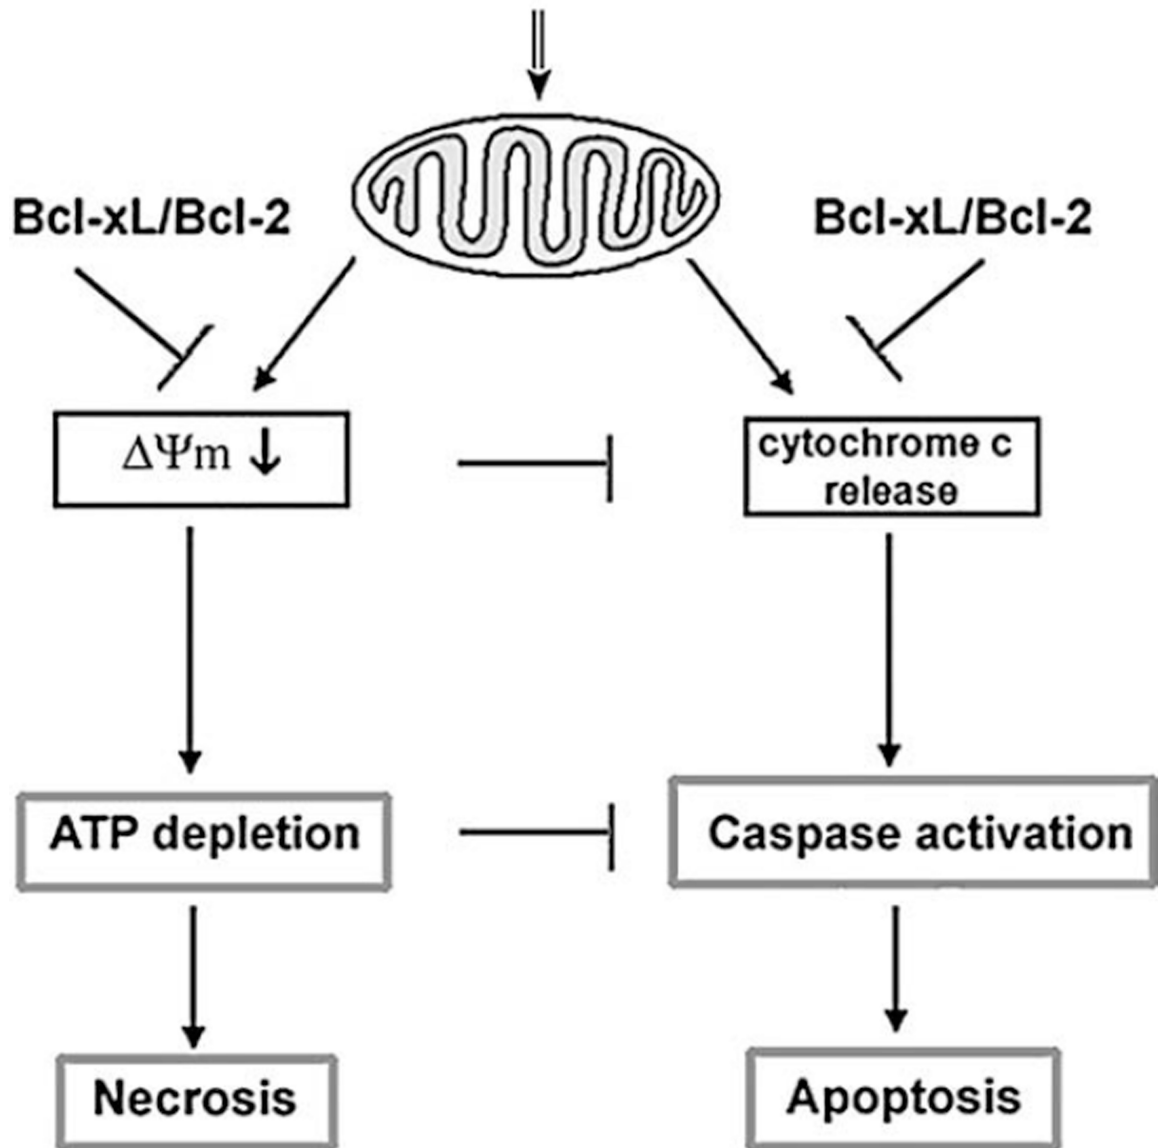 Bcl-xL/Bcl-2
Bcl-xL/Bcl-2
ΔΨm ↓
cytochrome c
release
ATP depletion
Caspase activation
Necrosis
Apoptosis